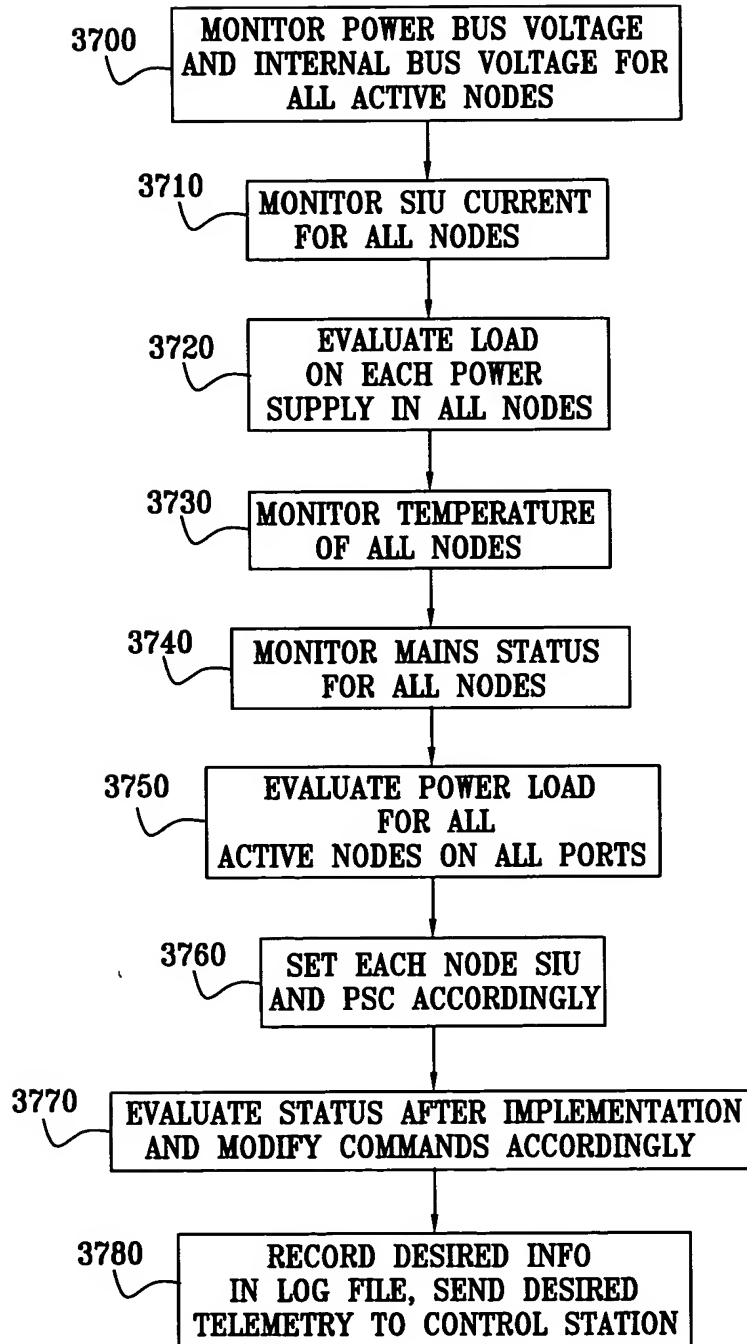 3700
MONITOR POWER BUS VOLTAGE
AND INTERNAL BUS VOLTAGE FOR
ALL ACTIVE NODES
3710
MONITOR SIU CURRENT
FOR ALL NODES
3720
EVALUATE LOAD
ON EACH POWER
SUPPLY IN ALL NODES
3730
MONITOR TEMPERATURE
OF ALL NODES
3740
MONITOR MAINS STATUS
FOR ALL NODES
3750
EVALUATE POWER LOAD
FOR ALL
ACTIVE NODES ON ALL PORTS
3760
SET EACH NODE SIU
AND PSC ACCORDINGLY
3770
EVALUATE STATUS AFTER IMPLEMENTATION
AND MODIFY COMMANDS ACCORDINGLY
3780
RECORD DESIRED INFO
IN LOG FILE, SEND DESIRED
TELEMETRY TO CONTROL STATION